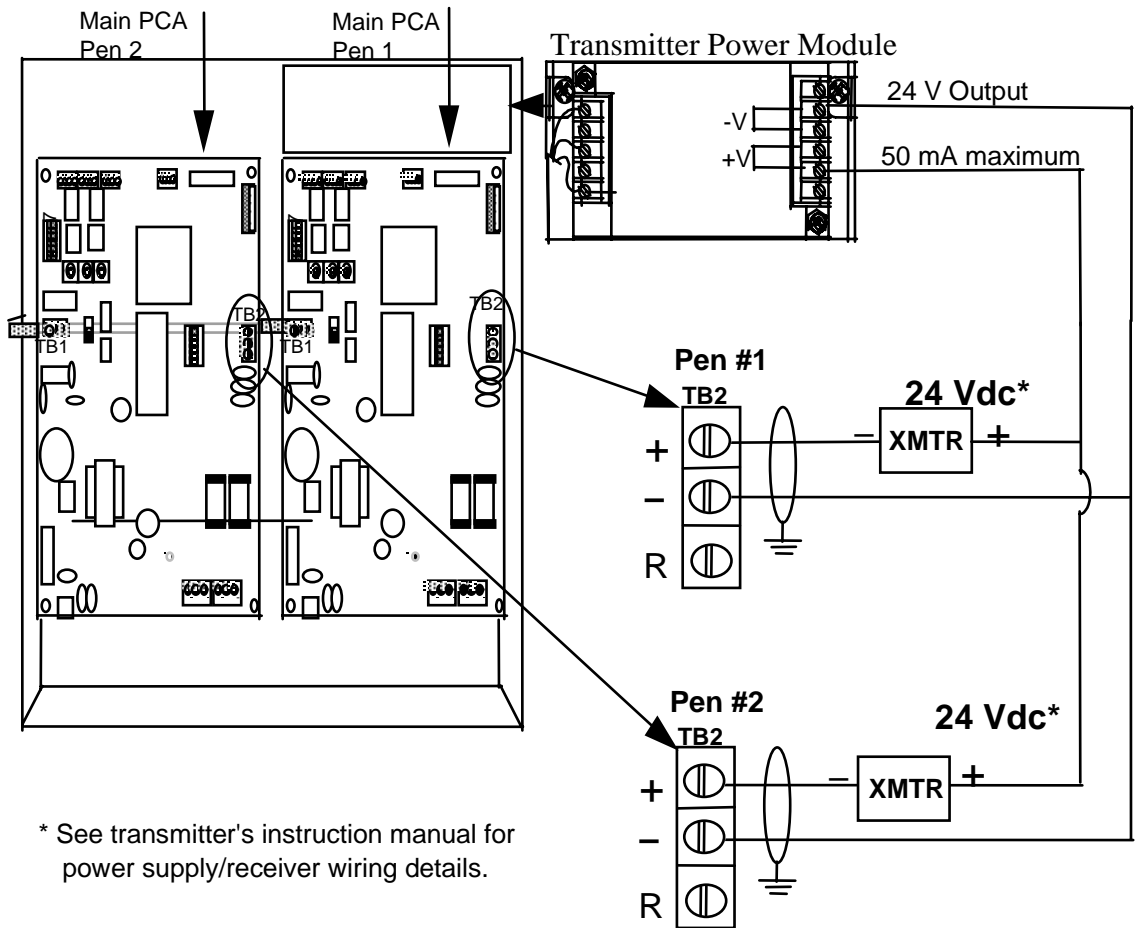 Main PCA
Pen 2
Main PCA
Pen 1
Transmitter Power Module
24 V Output
-V
+V
50 mA maximum
TB2
TB2
TB1
TB1
Pen #1
TB2
24 Vdc*
+
−
XMTR
+
−
R
Pen #2
TB2
24 Vdc*
+
−
XMTR
+
−
R
* See transmitter's instruction manual for
power supply/receiver wiring details.